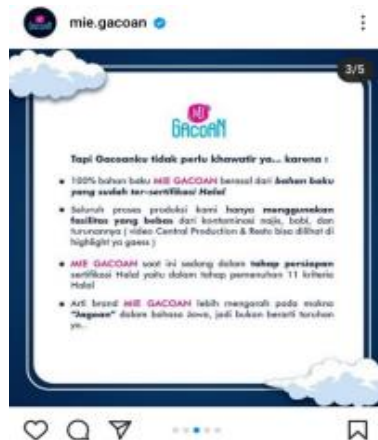 mie.gacoan
3/5
MIE
GACOAN
Tapi Gacoanku tidak perlu khawatir ya... karena :
100% bahan baku MIE GACOAN berasal dari bahan baku
yang sudah ter-sertifikasi Halal
Seluruh proses produksi kami hanya menggunakan
fasilitas yang bebas dari kontaminasi najis, babi, dan
turunannya ( video Central Production & Resto bisa dilihat di
highlight ya gaess )
MIE GACOAN saat ini sedang dalam tahap persiapan
sertifikasi Halal yaitu dalam tahap pemenuhan 11 kriteria
Halal
Arti brand MIE GACOAN lebih mengarah pada makna
"Jagoan" dalam bahasa Jawa, jadi bukan berarti taruhan
ya..